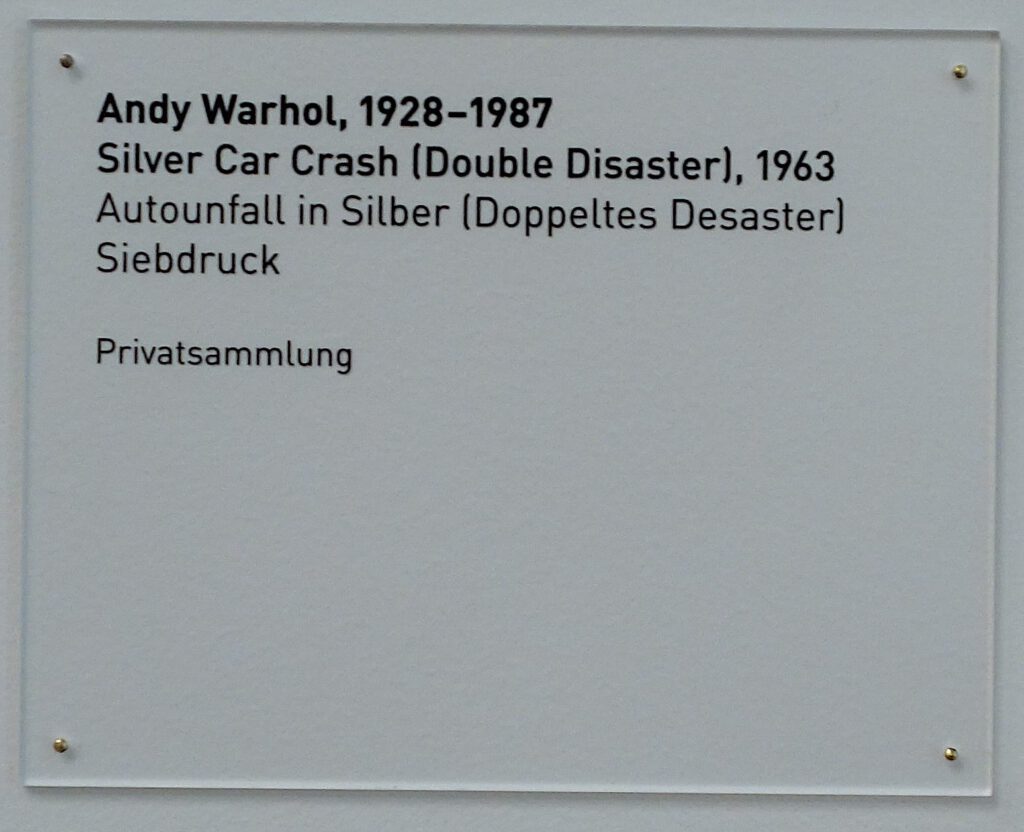 Andy Warhol, 1928–1987
Silver Car Crash (Double Disaster), 1963
Autounfall in Silber (Doppeltes Desaster)
Siebdruck
Privatsammlung